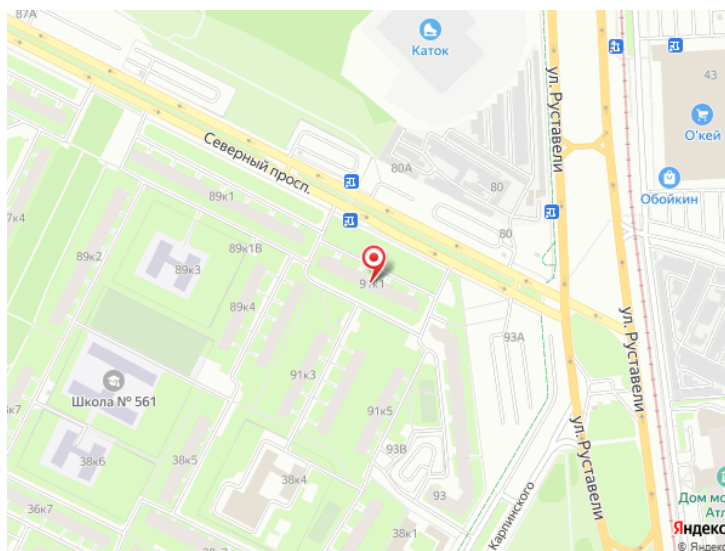 87А
Каток
43
О'кей
Обойкин
ул. Руставели
Северный просп.
80А
80
80
89к1
89к2
89к1В
89к3
89к4
91к1
93А
ул. Руставели
91к3
Школа № 561
91к5
38к5
38к6
38к4
93В
93
36к7
38к1
Карпинского
ул. Руставели
Дом мо
Атл
Яндекс
© Яндекс